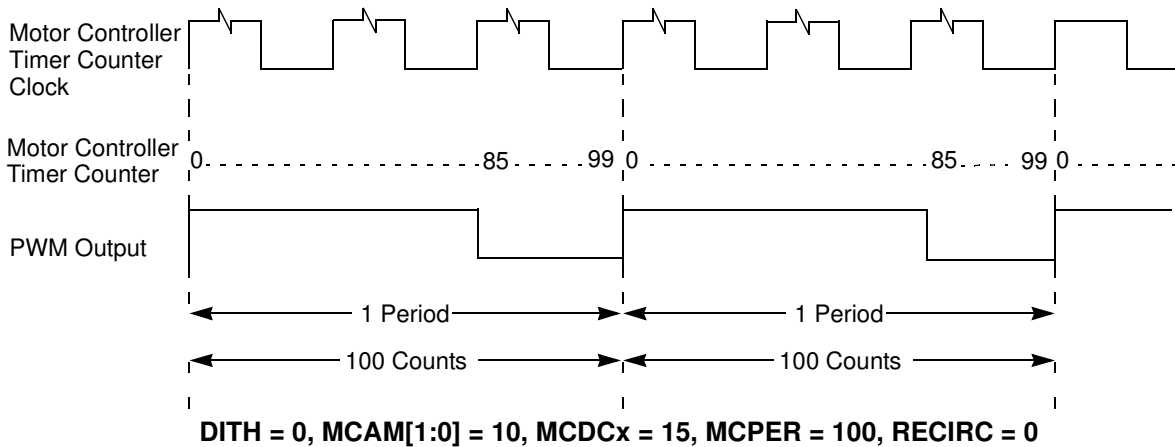 Motor Controller
Timer Counter
Clock
Motor Controller
Timer Counter
0 85 99 0 85 99 0
PWM Output
1 Period 1 Period
100 Counts 100 Counts
DITH = 0, MCAM[1:0] = 10, MCDCx = 15, MCPER = 100, RECIRC = 0